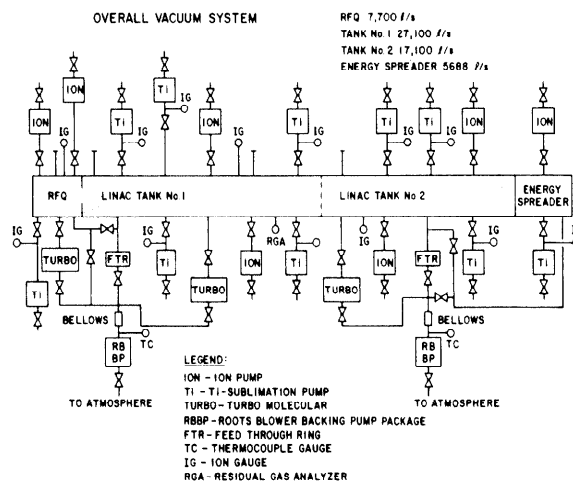 OVERALL VACUUM SYSTEM
RFQ 7,700 ℓ/s
TANK No.1 27,100 ℓ/s
TANK No.2 17,100 ℓ/s
ENERGY SPREADER 5688 ℓ/s
ION
Ti
IG
IG
ION
IG
Ti
IG
ION
IG
Ti
IG
Ti
IG
Ti
IG
ION
ION
RFQ
LINAC TANK No.1
LINAC TANK No 2
ENERGY
SPREADER
IG
TURBO
FTR
IG
Ti
TURBO
ION
RGA
Ti
IG
TURBO
IG
FTR
Ti
IG
Ti
Ti
BELLOWS
BELLOWS
RB
BP
TC
RB
BP
TC
TO ATMOSPHERE
TO ATMOSPHERE
LEGEND:
ION - ION PUMP
Ti - Ti-SUBLIMATION PUMP
TURBO - TURBO MOLECULAR
RBBP - ROOTS BLOWER BACKING PUMP PACKAGE
FTR - FEED THROUGH RING
TC - THERMOCOUPLE GAUGE
IG - ION GAUGE
RGA - RESIDUAL GAS ANALYZER